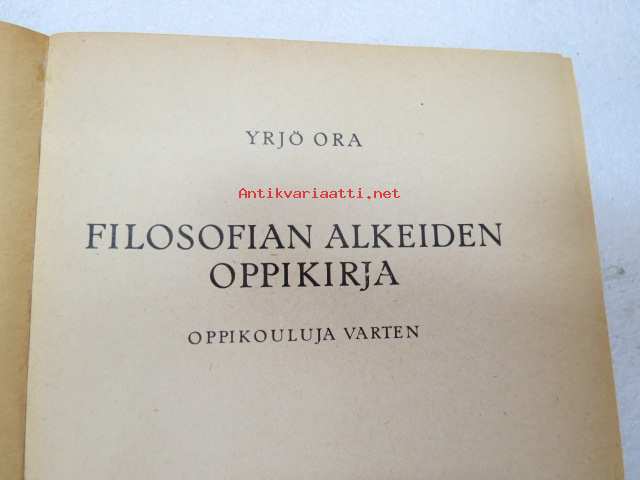 YRJÖ ORA
Antikvariaatti.net
FILOSOFIAN ALKEIDEN
OPPIKIRJA
OPPIKOULUJA VARTEN